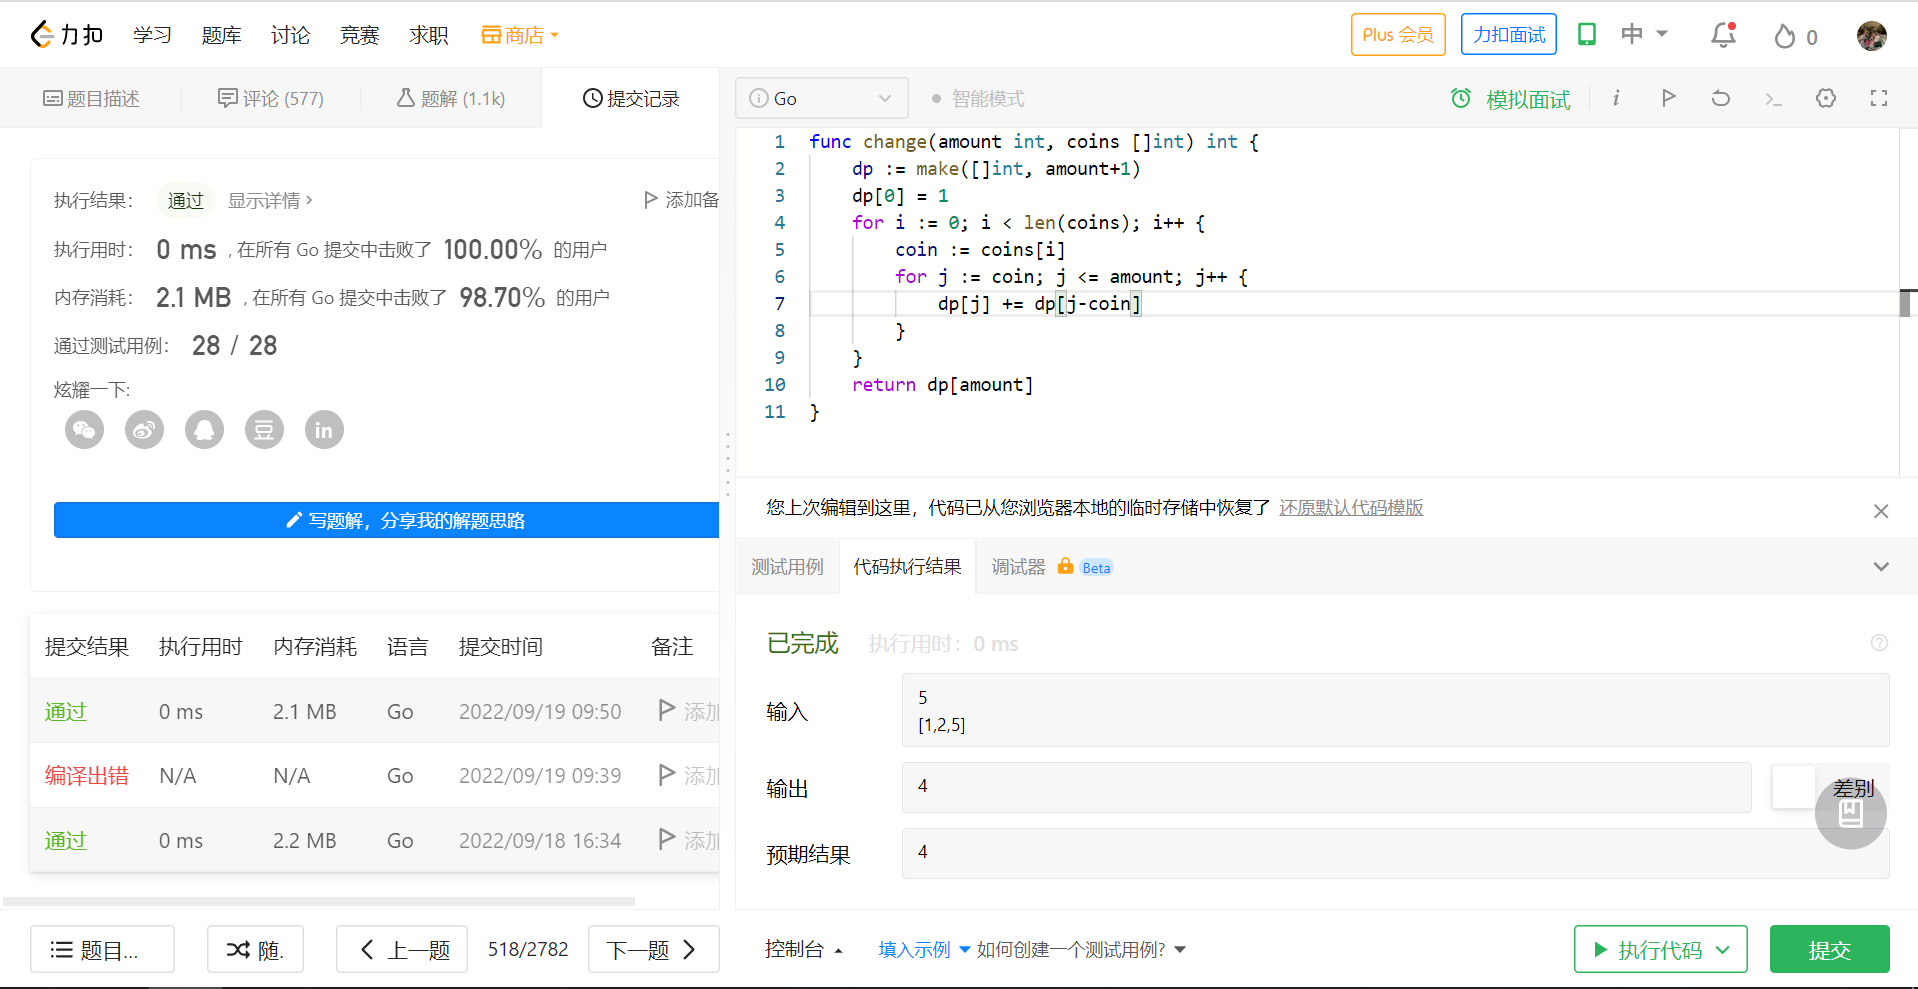 力扣 学习 题库 讨论 竞赛 求职 商店 Plus 会员 力扣面试 中 0
题目描述 评论 (577) 题解 (1.1k) 提交记录
执行结果： 通过 显示详情 › 添加备
执行用时： 0 ms , 在所有 Go 提交中击败了 100.00% 的用户
内存消耗： 2.1 MB , 在所有 Go 提交中击败了 98.70% 的用户
通过测试用例： 28 / 28
炫耀一下:
豆 in
写题解，分享我的解题思路
提交结果 执行用时 内存消耗 语言 提交时间 备注
通过 0 ms 2.1 MB Go 2022/09/19 09:50 添加
编译出错 N/A N/A Go 2022/09/19 09:39 添加
通过 0 ms 2.2 MB Go 2022/09/18 16:34 添加
题目... 随. 上一题 518/2782 下一题
Go 智能模式 模拟面试 i
1 func change(amount int, coins []int) int {
2 dp := make([]int, amount+1)
3 dp[0] = 1
4 for i := 0; i < len(coins); i++ {
5 coin := coins[i]
6 for j := coin; j <= amount; j++ {
7 dp[j] += dp[j-coin]
8 }
9 }
10 return dp[amount]
11 }
您上次编辑到这里，代码已从您浏览器本地的临时存储中恢复了 还原默认代码模版
测试用例 代码执行结果 调试器 Beta
已完成 执行用时：0 ms
输入
5
[1,2,5]
输出 4 差别
预期结果 4
控制台 填入示例 如何创建一个测试用例? 执行代码 提交